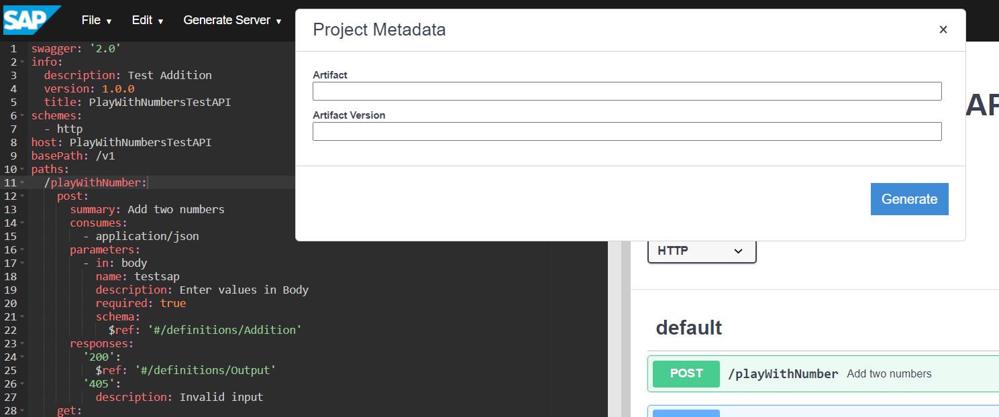 SAP
File ▼ Edit ▼ Generate Server ▼
Project Metadata
×
Artifact
Artifact Version
Generate
1 swagger: '2.0'
2 info:
3 description: Test Addition
4 version: 1.0.0
5 title: PlayWithNumbersTestAPI
6 schemes:
7 - http
8 host: PlayWithNumbersTestAPI
9 basePath: /v1
10 paths:
11 /playWithNumber:
12 post:
13 summary: Add two numbers
14 consumes:
15 - application/json
16 parameters:
17 - in: body
18 name: testsap
19 description: Enter values in Body
20 required: true
21 schema:
22 $ref: '#/definitions/Addition'
23 responses:
24 '200':
25 $ref: '#/definitions/Output'
26 '405':
27 description: Invalid input
28 get:
HTTP
default
POST /playWithNumber Add two numbers